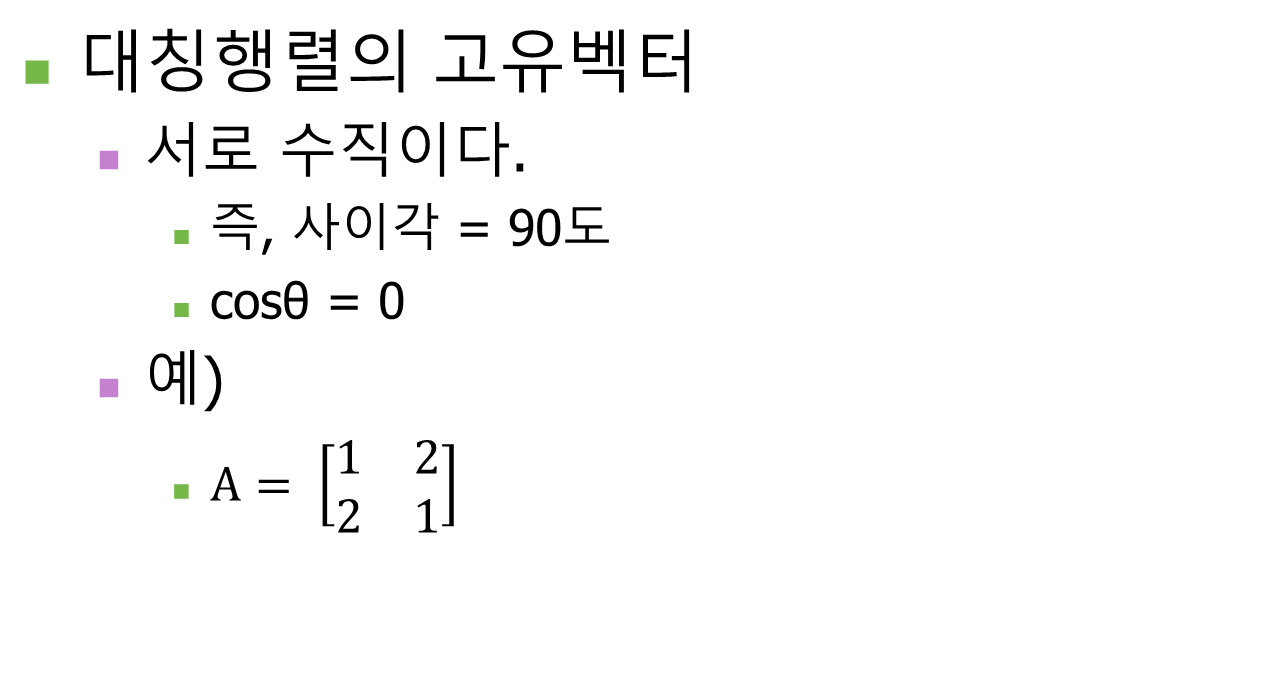 대칭행렬의 고유벡터
서로 수직이다.
즉, 사이각 = 90도
cosθ = 0
예)
A = [1 2
2 1]